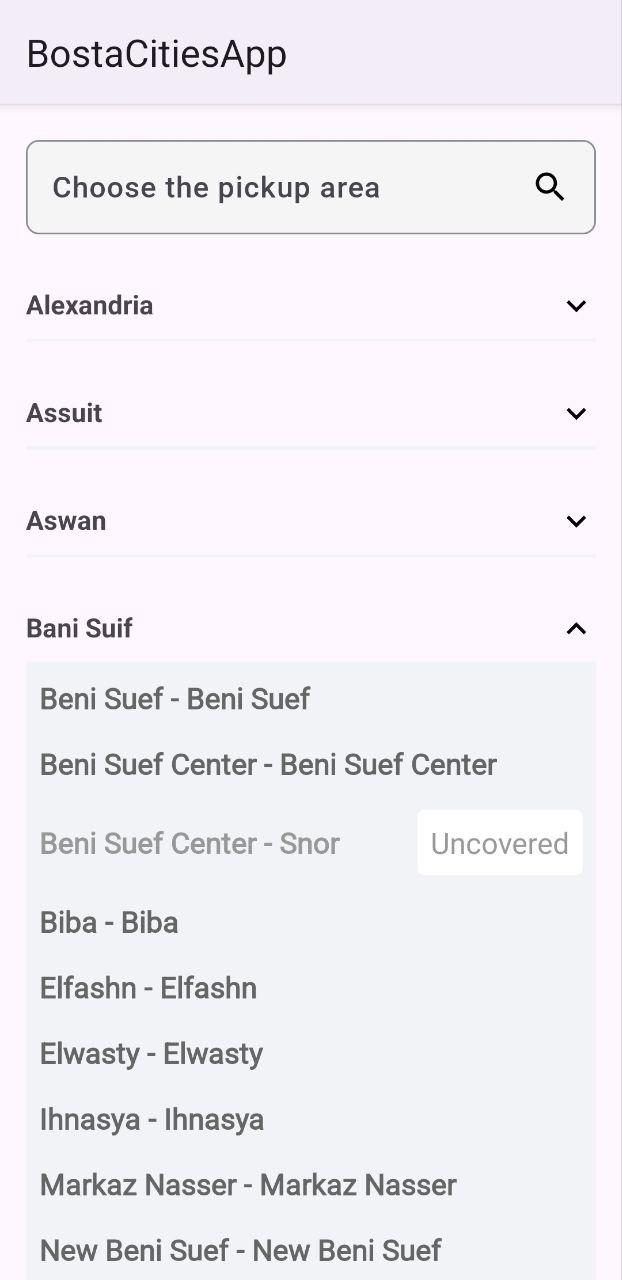 BostaCitiesApp
Choose the pickup area
Alexandria
Assuit
Aswan
Bani Suif
Beni Suef - Beni Suef
Beni Suef Center - Beni Suef Center
Beni Suef Center - Snor Uncovered
Biba - Biba
Elfashn - Elfashn
Elwasty - Elwasty
Ihnasya - Ihnasya
Markaz Nasser - Markaz Nasser
New Beni Suef - New Beni Suef